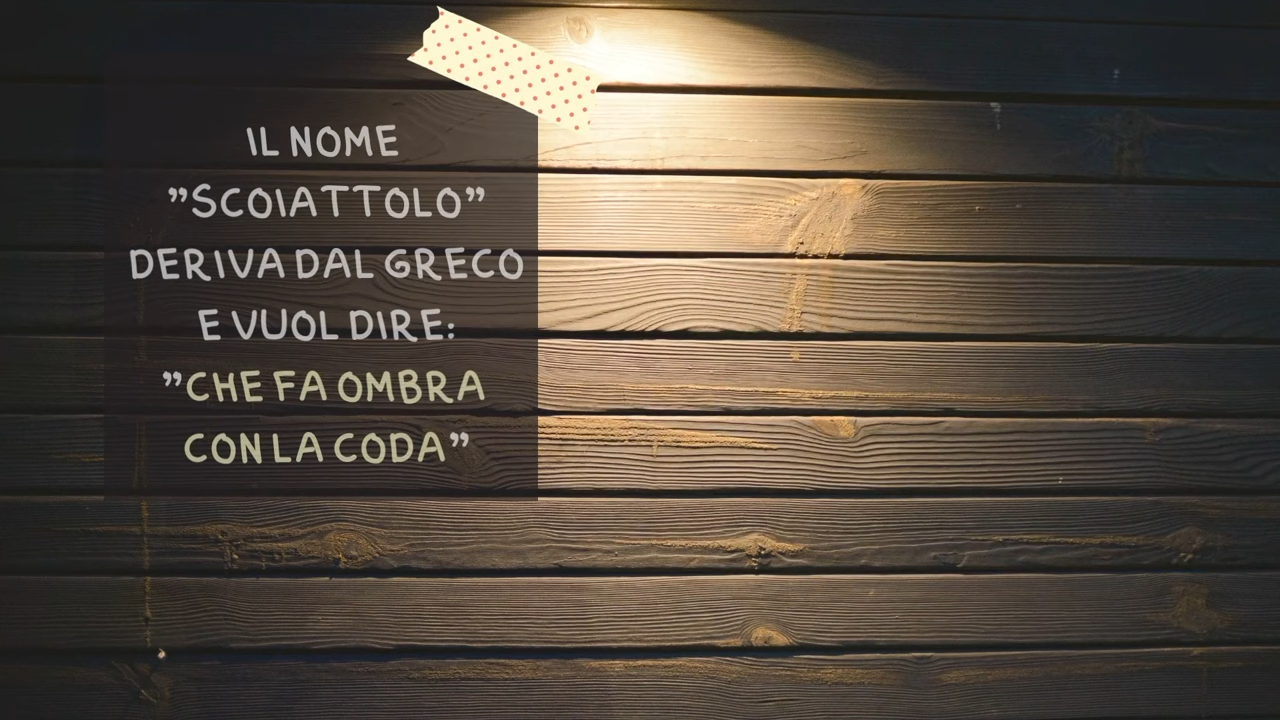 IL NOME
”SCOIATTOLO”
DERIVA DAL GRECO
E VUOL DIRE:
”CHE FA OMBRA
CON LA CODA”